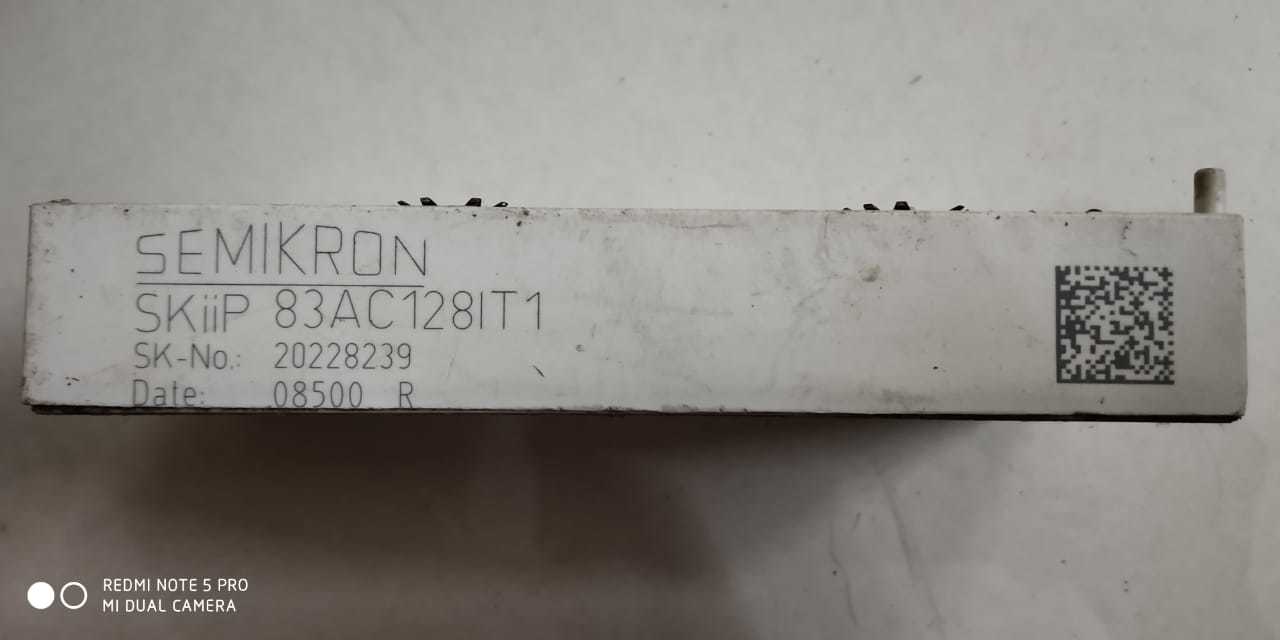 SEMIKRON
SKiiP 83AC128IT1
SK-No.: 20228239
Date: 08500 R
REDMI NOTE 5 PRO
MI DUAL CAMERA